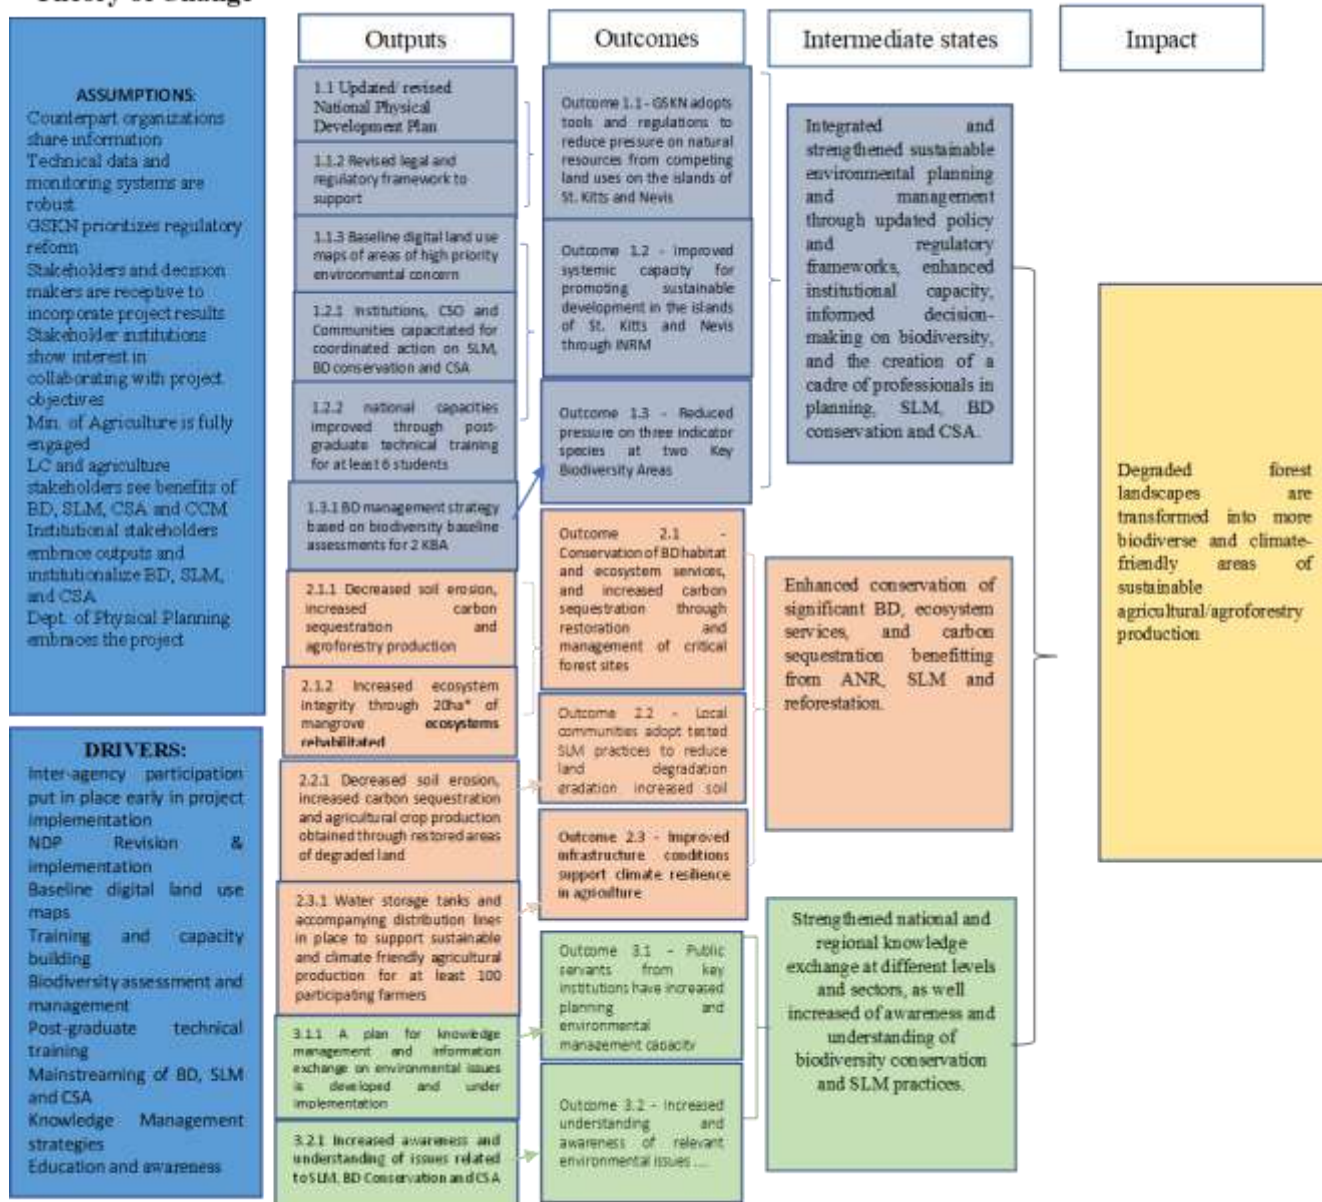 Theory of Change
Outputs
Outcomes
Intermediate states
Impact
ASSUMPTIONS:
Counterpart organizations
share information
Technical data and
monitoring systems are
robust
GSKN prioritizes regulatory
reform
Stakeholders and decision
makers are receptive to
incorporate project results
Stakeholder institutions
show interest in
collaborating with project
objectives
Min. of Agriculture is fully
engaged
LC and agriculture
stakeholders see benefits of
BD, SLM, CSA and CCM
Institutional stakeholders
embrace outputs and
institutionalize BD, SLM,
and CSA
Dept. of Physical Planning
embraces the project
DRIVERS:
Inter-agency participation
put in place early in project
implementation
NDP Revision &
implementation
Baseline digital land use
maps
Training and capacity
building
Biodiversity assessment and
management
Post-graduate technical
training
Mainstreaming of BD, SLM
and CSA
Knowledge Management
strategies
Education and awareness
1.1 Updated/ revised
National Physical
Development Plan
1.1.2 Revised legal and
regulatory framework to
support
1.1.3 Baseline digital land use
maps of areas of high priority
environmental concern
1.2.1 Institutions, CSO and
Communities capacitated for
coordinated action on SLM,
BD conservation and CSA
1.2.2 national capacities
improved through post-
graduate technical training
for at least 6 students
1.3.1 BD management strategy
based on biodiversity baseline
assessments for 2 KBA
2.1.1 Decreased soil erosion,
increased carbon
sequestration and
agroforestry production
2.1.2 Increased ecosystem
integrity through 20ha* of
mangrove ecosystems
rehabilitated
2.2.1 Decreased soil erosion,
increased carbon sequestration
and agricultural crop production
obtained through restored areas
of degraded land
2.3.1 Water storage tanks and
accompanying distribution lines
in place to support sustainable
and climate friendly agricultural
production for at least 100
participating farmers
3.1.1 A plan for knowledge
management and information
exchange on environmental issues
is developed and under
implementation
3.2.1 Increased awareness and
understanding of issues related
to SLM, BD Conservation and CSA
Outcome 1.1 - GSKN adopts
tools and regulations to
reduce pressure on natural
resources from competing
land uses on the islands of
St. Kitts and Nevis
Outcome 1.2 - Improved
systemic capacity for
promoting sustainable
development in the islands
of St. Kitts and Nevis
through INRM
Outcome 1.3 - Reduced
pressure on three indicator
species at two Key
Biodiversity Areas
Outcome 2.1 -
Conservation of BD habitat
and ecosystem services,
and increased carbon
sequestration through
restoration and
management of critical
forest sites
Outcome 2.2 - Local
communities adopt tested
SLM practices to reduce
land degradation
gradation increased soil
Outcome 2.3 - Improved
infrastructure conditions
support climate resilience
in agriculture
Outcome 3.1 - Public
servants from key
institutions have increased
planning and
environmental
management capacity
Outcome 3.2 - Increased
understanding and
awareness of relevant
environmental issues ....
Integrated and
strengthened sustainable
environmental planning
and management
through updated policy
and regulatory
frameworks, enhanced
institutional capacity,
informed decision-
making on biodiversity,
and the creation of a
cadre of professionals in
planning, SLM, BD
conservation and CSA.
Enhanced conservation of
significant BD, ecosystem
services, and carbon
sequestration benefitting
from ANR, SLM and
reforestation.
Strengthened national and
regional knowledge
exchange at different levels
and sectors, as well
increased of awareness and
understanding of
biodiversity conservation
and SLM practices.
Degraded forest
landscapes are
transformed into more
biodiverse and climate-
friendly areas of
sustainable
agricultural/agroforestry
production